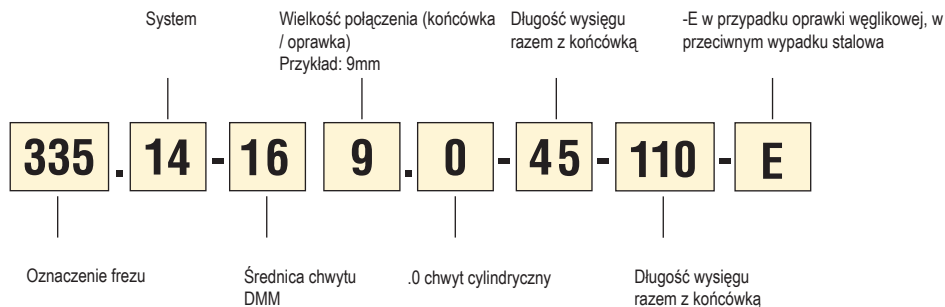 System
Wielkość połączenia (końcówka
/ oprawka)
Przykład: 9mm
Długość wysięgu
razem z końcówką
-E w przypadku oprawki węglikowej, w
przeciwnym wypadku stalowa
335.14-16 9.0-45-110-E
Oznaczenie frezu
Średnica chwytu
DMM
.0 chwyt cylindryczny
Długość wysięgu
razem z końcówką